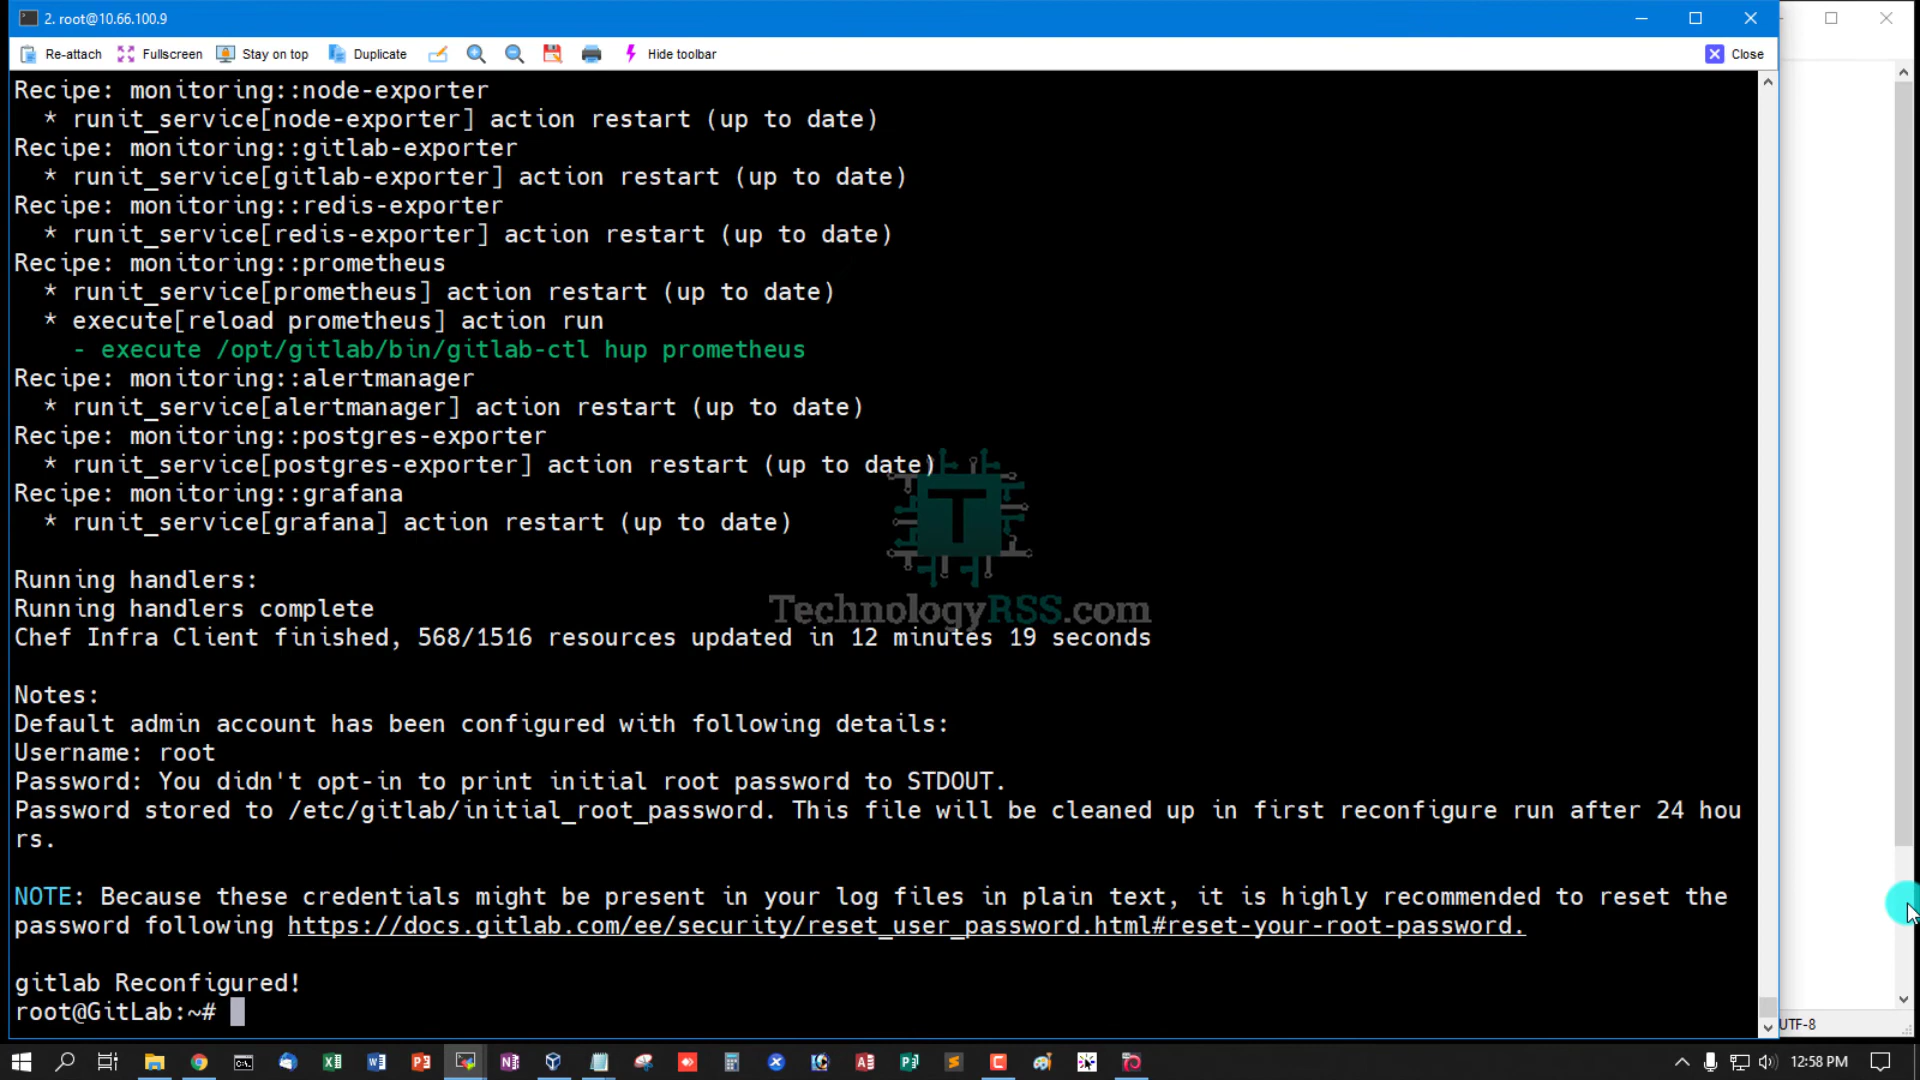 2. root@10.66.100.9
Re-attach Fullscreen Stay on top Duplicate Hide toolbar Close
Recipe: monitoring::node-exporter
* runit_service[node-exporter] action restart (up to date)
Recipe: monitoring::gitlab-exporter
* runit_service[gitlab-exporter] action restart (up to date)
Recipe: monitoring::redis-exporter
* runit_service[redis-exporter] action restart (up to date)
Recipe: monitoring::prometheus
* runit_service[prometheus] action restart (up to date)
* execute[reload prometheus] action run
- execute /opt/gitlab/bin/gitlab-ctl hup prometheus
Recipe: monitoring::alertmanager
* runit_service[alertmanager] action restart (up to date)
Recipe: monitoring::postgres-exporter
* runit_service[postgres-exporter] action restart (up to date)
Recipe: monitoring::grafana
* runit_service[grafana] action restart (up to date)
T
Running handlers:
Running handlers complete
TechnologyRSS.com
Chef Infra Client finished, 568/1516 resources updated in 12 minutes 19 seconds
Notes:
Default admin account has been configured with following details:
Username: root
Password: You didn't opt-in to print initial root password to STDOUT.
Password stored to /etc/gitlab/initial_root_password. This file will be cleaned up in first reconfigure run after 24 hou
rs.
NOTE: Because these credentials might be present in your log files in plain text, it is highly recommended to reset the
password following https://docs.gitlab.com/ee/security/reset_user_password.html#reset-your-root-password.
gitlab Reconfigured!
root@GitLab:~#
UTF-8
12:58 PM